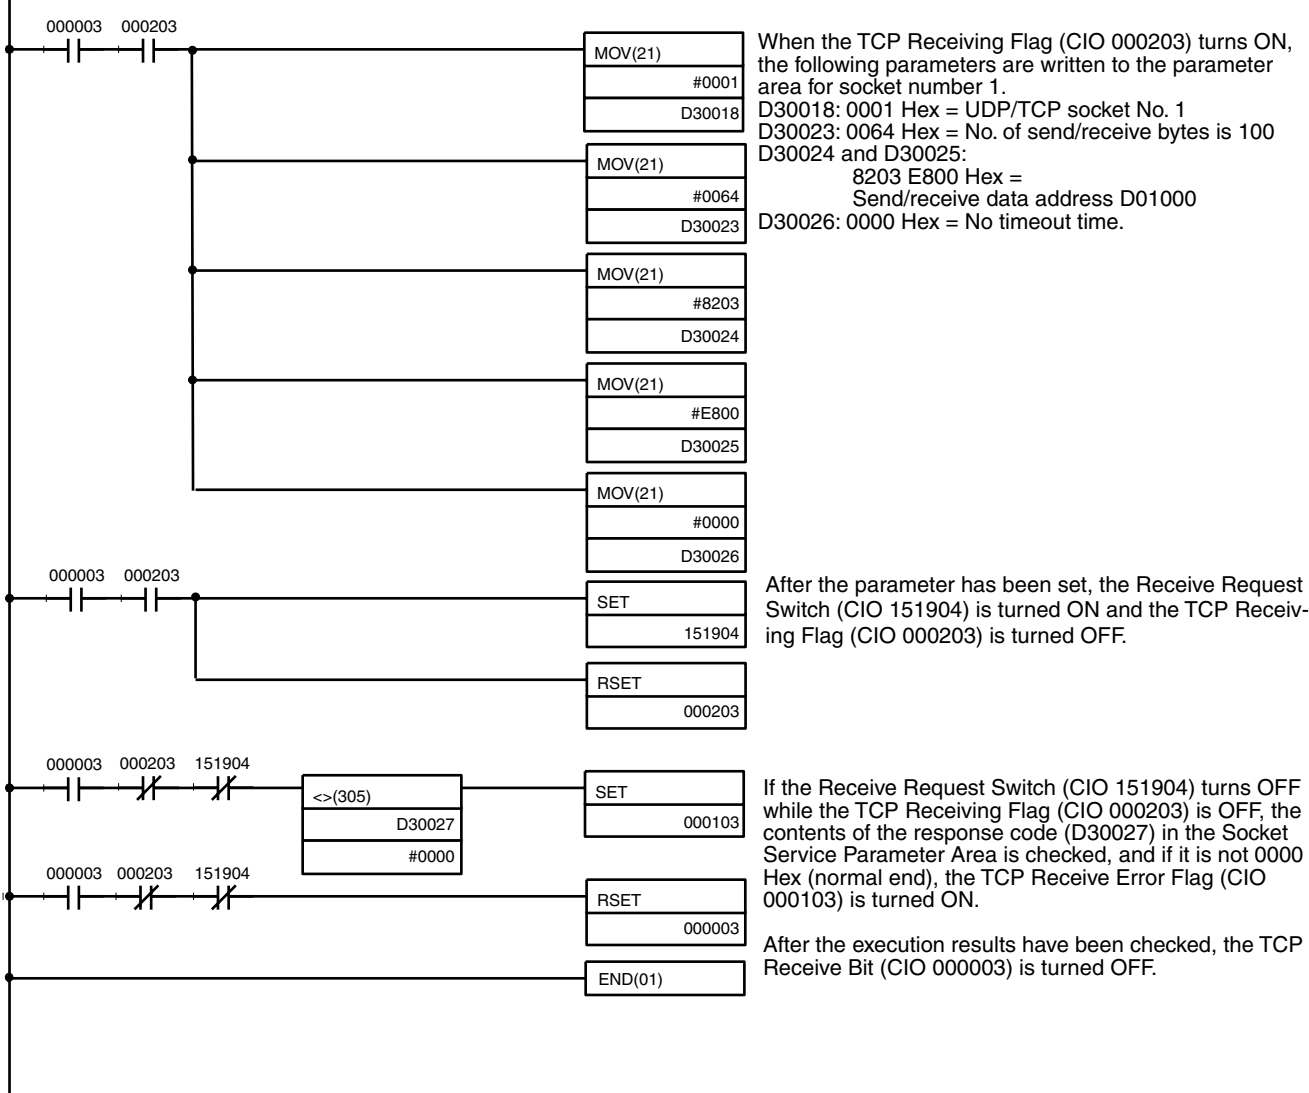 000003 000203
MOV(21)
#0001
D30018
When the TCP Receiving Flag (CIO 000203) turns ON,
the following parameters are written to the parameter
area for socket number 1.
D30018: 0001 Hex = UDP/TCP socket No. 1
D30023: 0064 Hex = No. of send/receive bytes is 100
D30024 and D30025:
8203 E800 Hex =
Send/receive data address D01000
D30026: 0000 Hex = No timeout time.
MOV(21)
#0064
D30023
MOV(21)
#8203
D30024
MOV(21)
#E800
D30025
MOV(21)
#0000
D30026
000003 000203
SET
151904
After the parameter has been set, the Receive Request
Switch (CIO 151904) is turned ON and the TCP Receiv-
ing Flag (CIO 000203) is turned OFF.
RSET
000203
000003 000203 151904
<>(305)
D30027
#0000
SET
000103
If the Receive Request Switch (CIO 151904) turns OFF
while the TCP Receiving Flag (CIO 000203) is OFF, the
contents of the response code (D30027) in the Socket
Service Parameter Area is checked, and if it is not 0000
Hex (normal end), the TCP Receive Error Flag (CIO
000103) is turned ON.
000003 000203 151904
RSET
000003
After the execution results have been checked, the TCP
Receive Bit (CIO 000003) is turned OFF.
END(01)